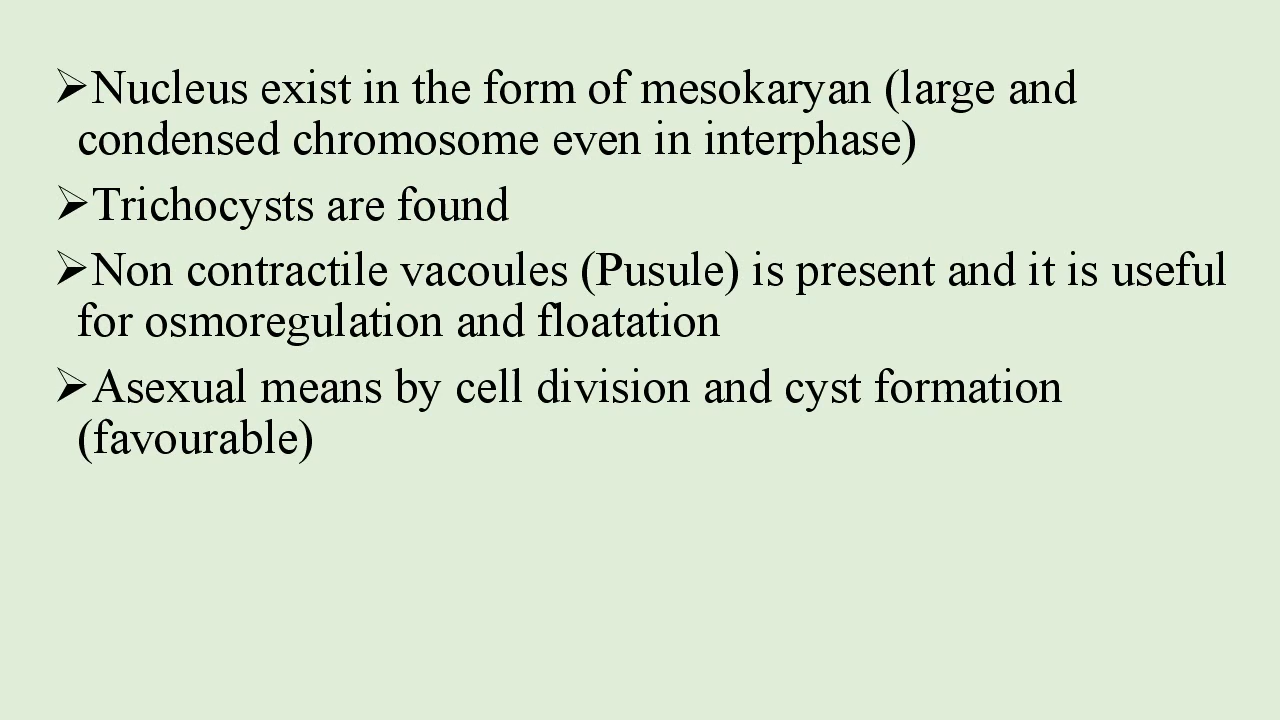 ➢Nucleus exist in the form of mesokaryan (large and
condensed chromosome even in interphase)
➢Trichocysts are found
➢Non contractile vacoules (Pusule) is present and it is useful
for osmoregulation and floatation
➢Asexual means by cell division and cyst formation
(favourable)